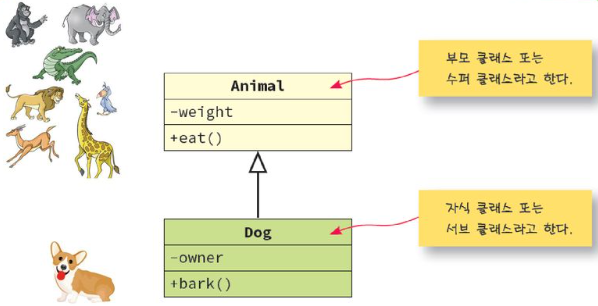 Animal
-weight
+eat()
부모 클래스 또는
수퍼 클래스라고 한다.
Dog
-owner
+bark()
자식 클래스 또는
서브 클래스라고 한다.